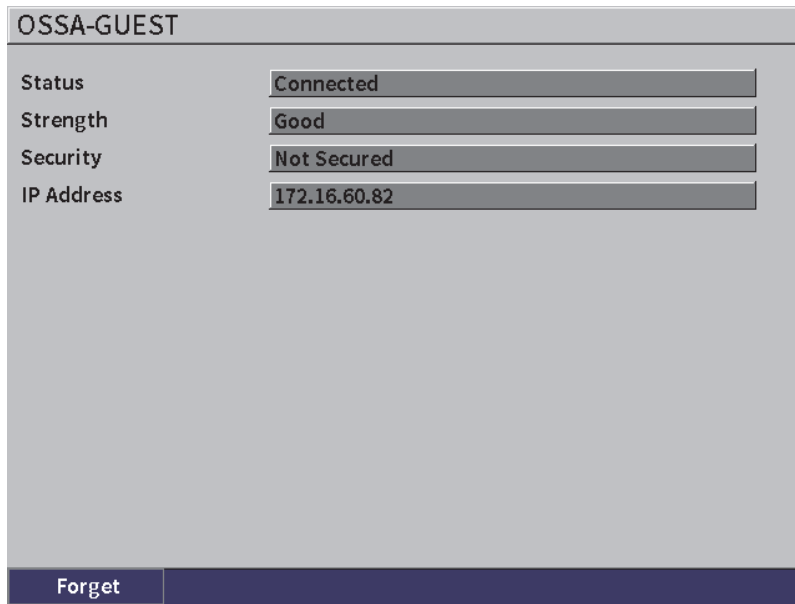 OSSA-GUEST
Status Connected
Strength Good
Security Not Secured
IP Address 172.16.60.82
Forget